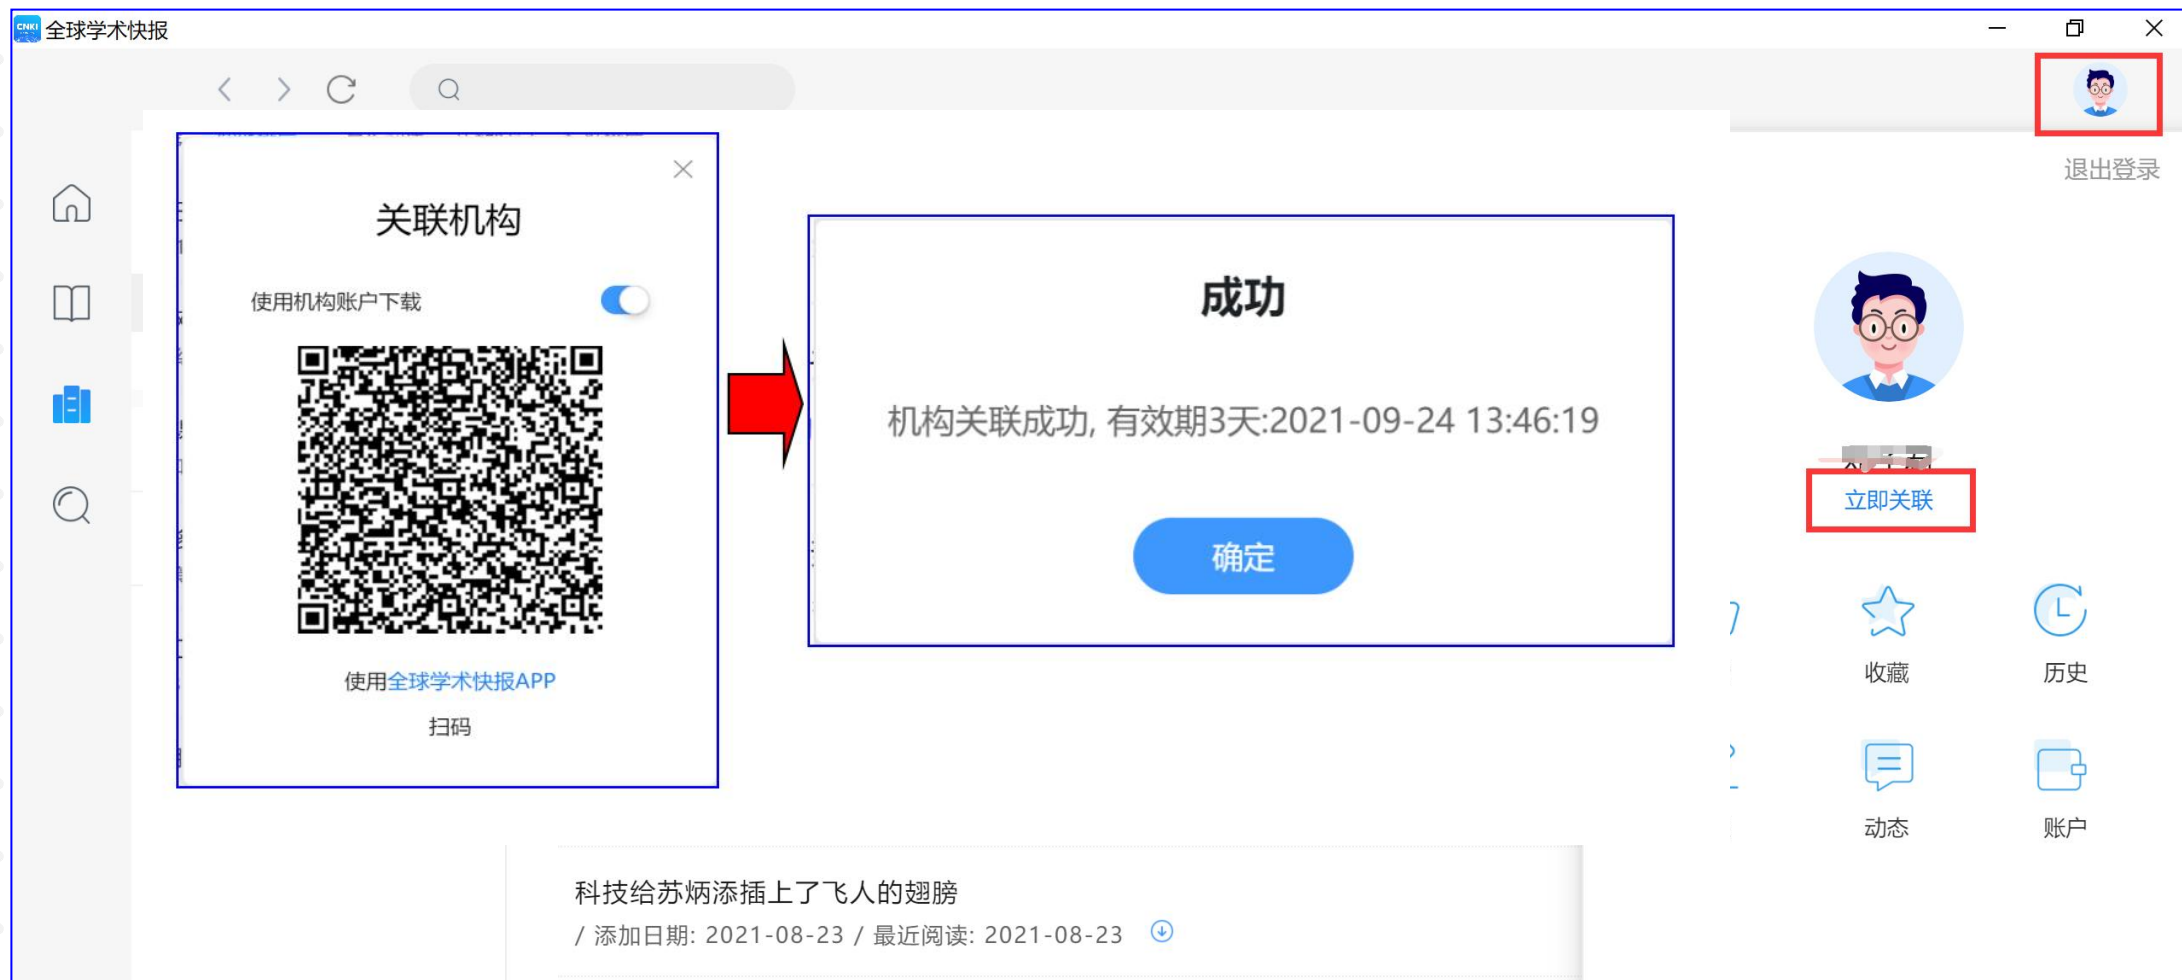 CNKI 全球学术快报
退出登录
关联机构
使用机构账户下载
使用全球学术快报APP
扫码
成功
机构关联成功, 有效期3天:2021-09-24 13:46:19
确定
立即关联
收藏
历史
动态
账户
科技给苏炳添插上了飞人的翅膀
/ 添加日期: 2021-08-23 / 最近阅读: 2021-08-23